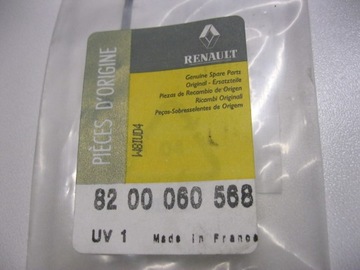 PIÈCES D'ORIGINE
RENAULT
Genuine Spare Parts
Original - Ersatzteile
Piezas de Recambio de Origen
Ricambi Originali
Peças-Sobresselentes de Origem
W8IUD4
82 00 060 568
UV 1 Made in France